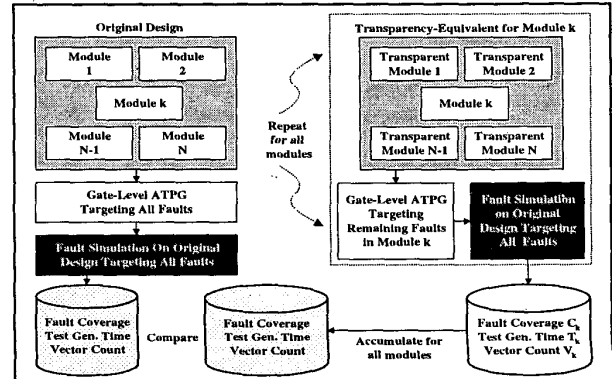 Original Design
Module
1
Module
2
Module k
Module
N-1
Module
N
Gate-Level ATPG
Targeting All Faults
Fault Simulation On Original
Design Targeting All Faults
Fault Coverage
Test Gen. Time
Vector Count
Compare
Repeat
for all
modules
Transparency-Equivalent for Module k
Transparent
Module 1
Transparent
Module 2
Module k
Transparent
Module N-1
Transparent
Module N
Gate-Level ATPG
Targeting
Remaining Faults
in Module k
Fault Simulation
on Original
Design Targeting
All Faults
Fault Coverage
Test Gen. Time
Vector Count
Accumulate for
all modules
Fault Coverage Ck
Test Gen. Time Tk
Vector Count Vk